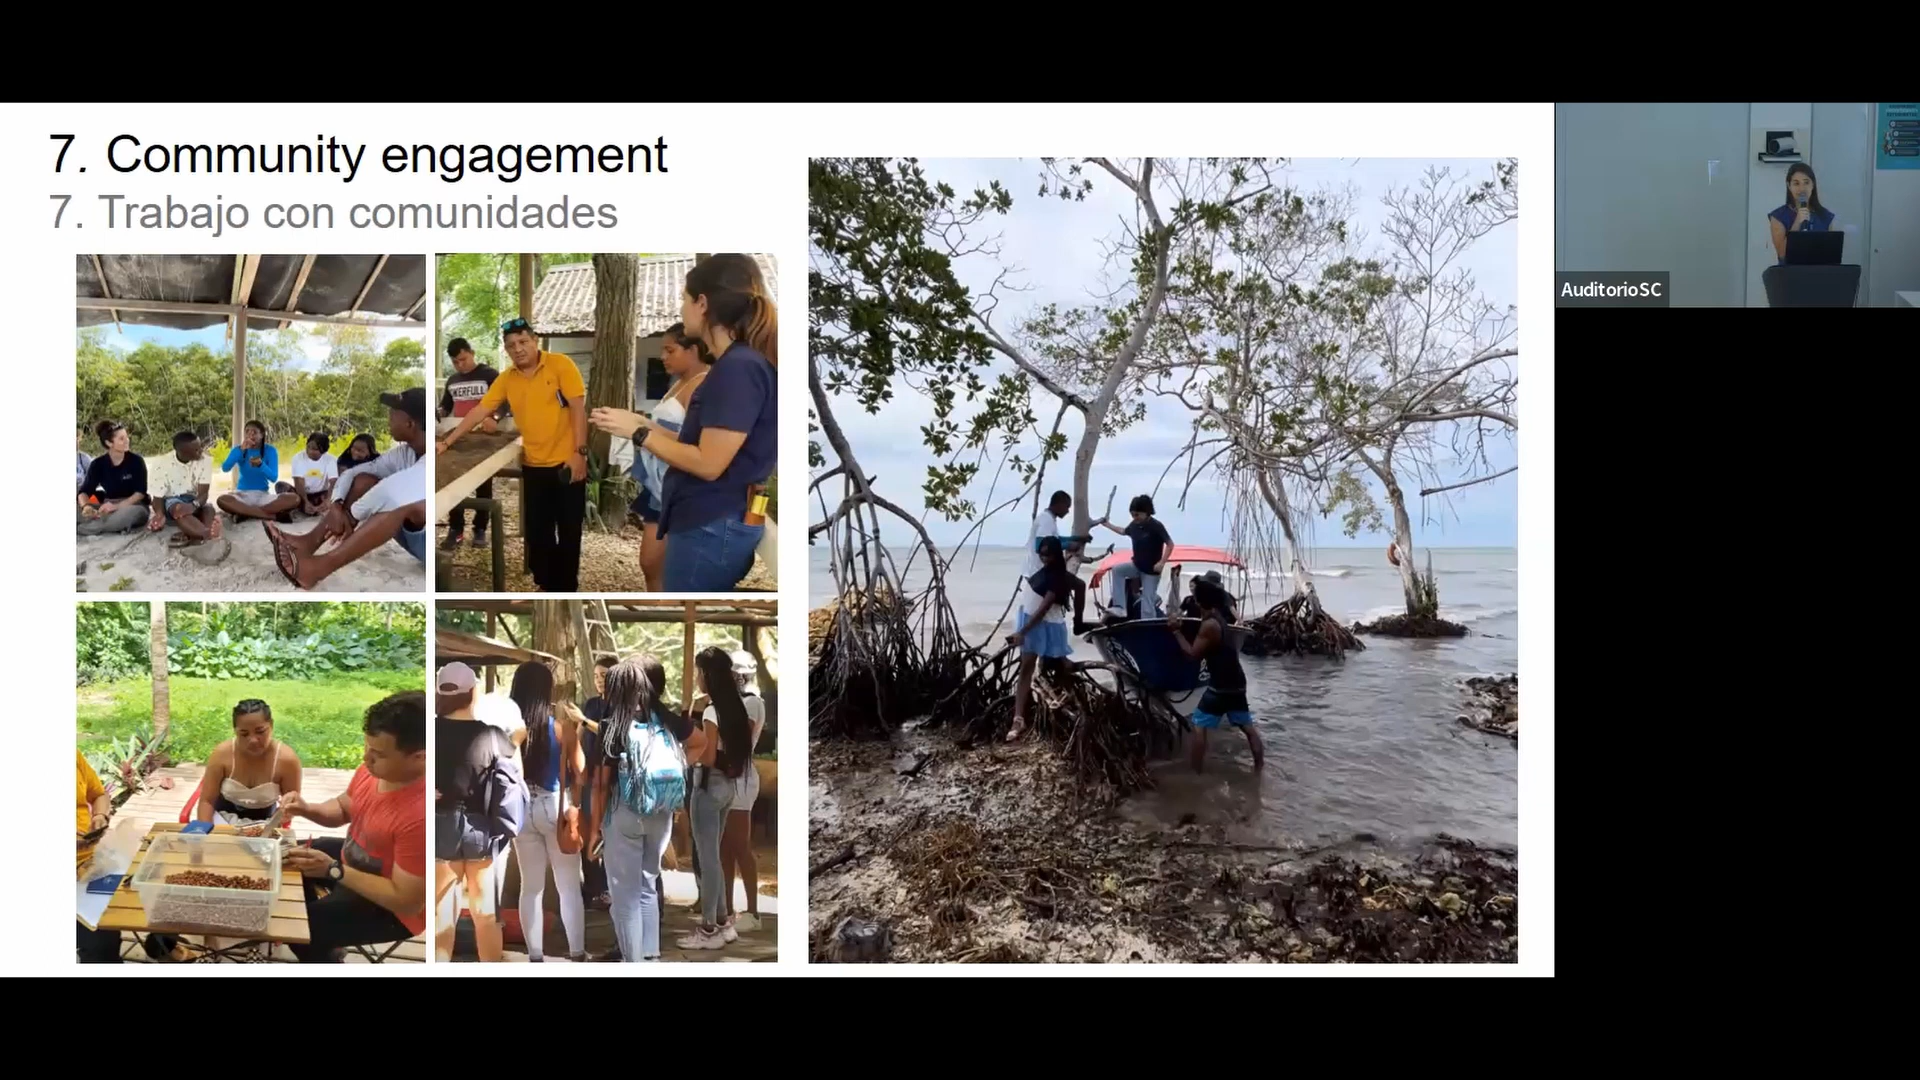 7. Community engagement
7. Trabajo con comunidades
AuditorioSC